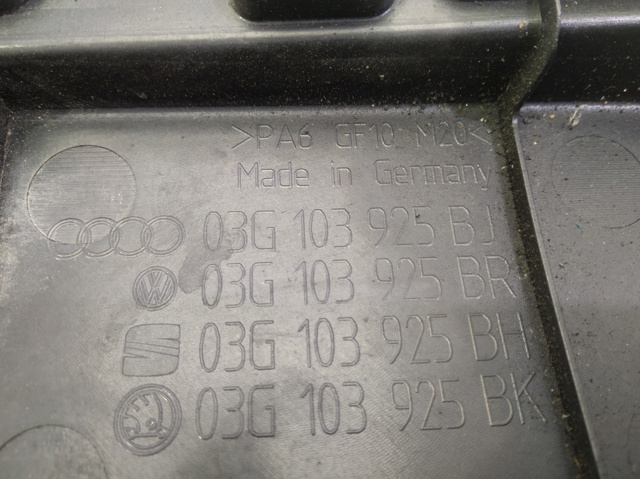 >PA6 GF10 M20<
Made in Germany
03G 103 925 BJ
03G 103 925 BR
03G 103 925 BH
03G 103 925 BK